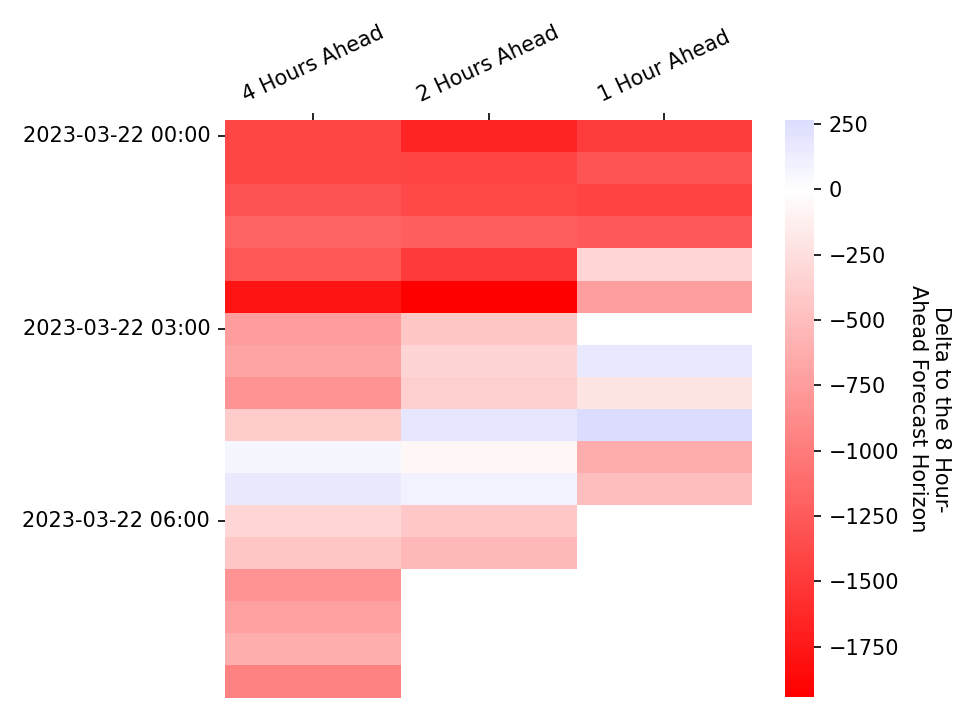 4 Hours Ahead
2 Hours Ahead
1 Hour Ahead
2023-03-22 00:00
2023-03-22 03:00
2023-03-22 06:00
250
0
−250
−500
−750
−1000
−1250
−1500
−1750
Delta to the 8 Hour-
Ahead Forecast Horizon